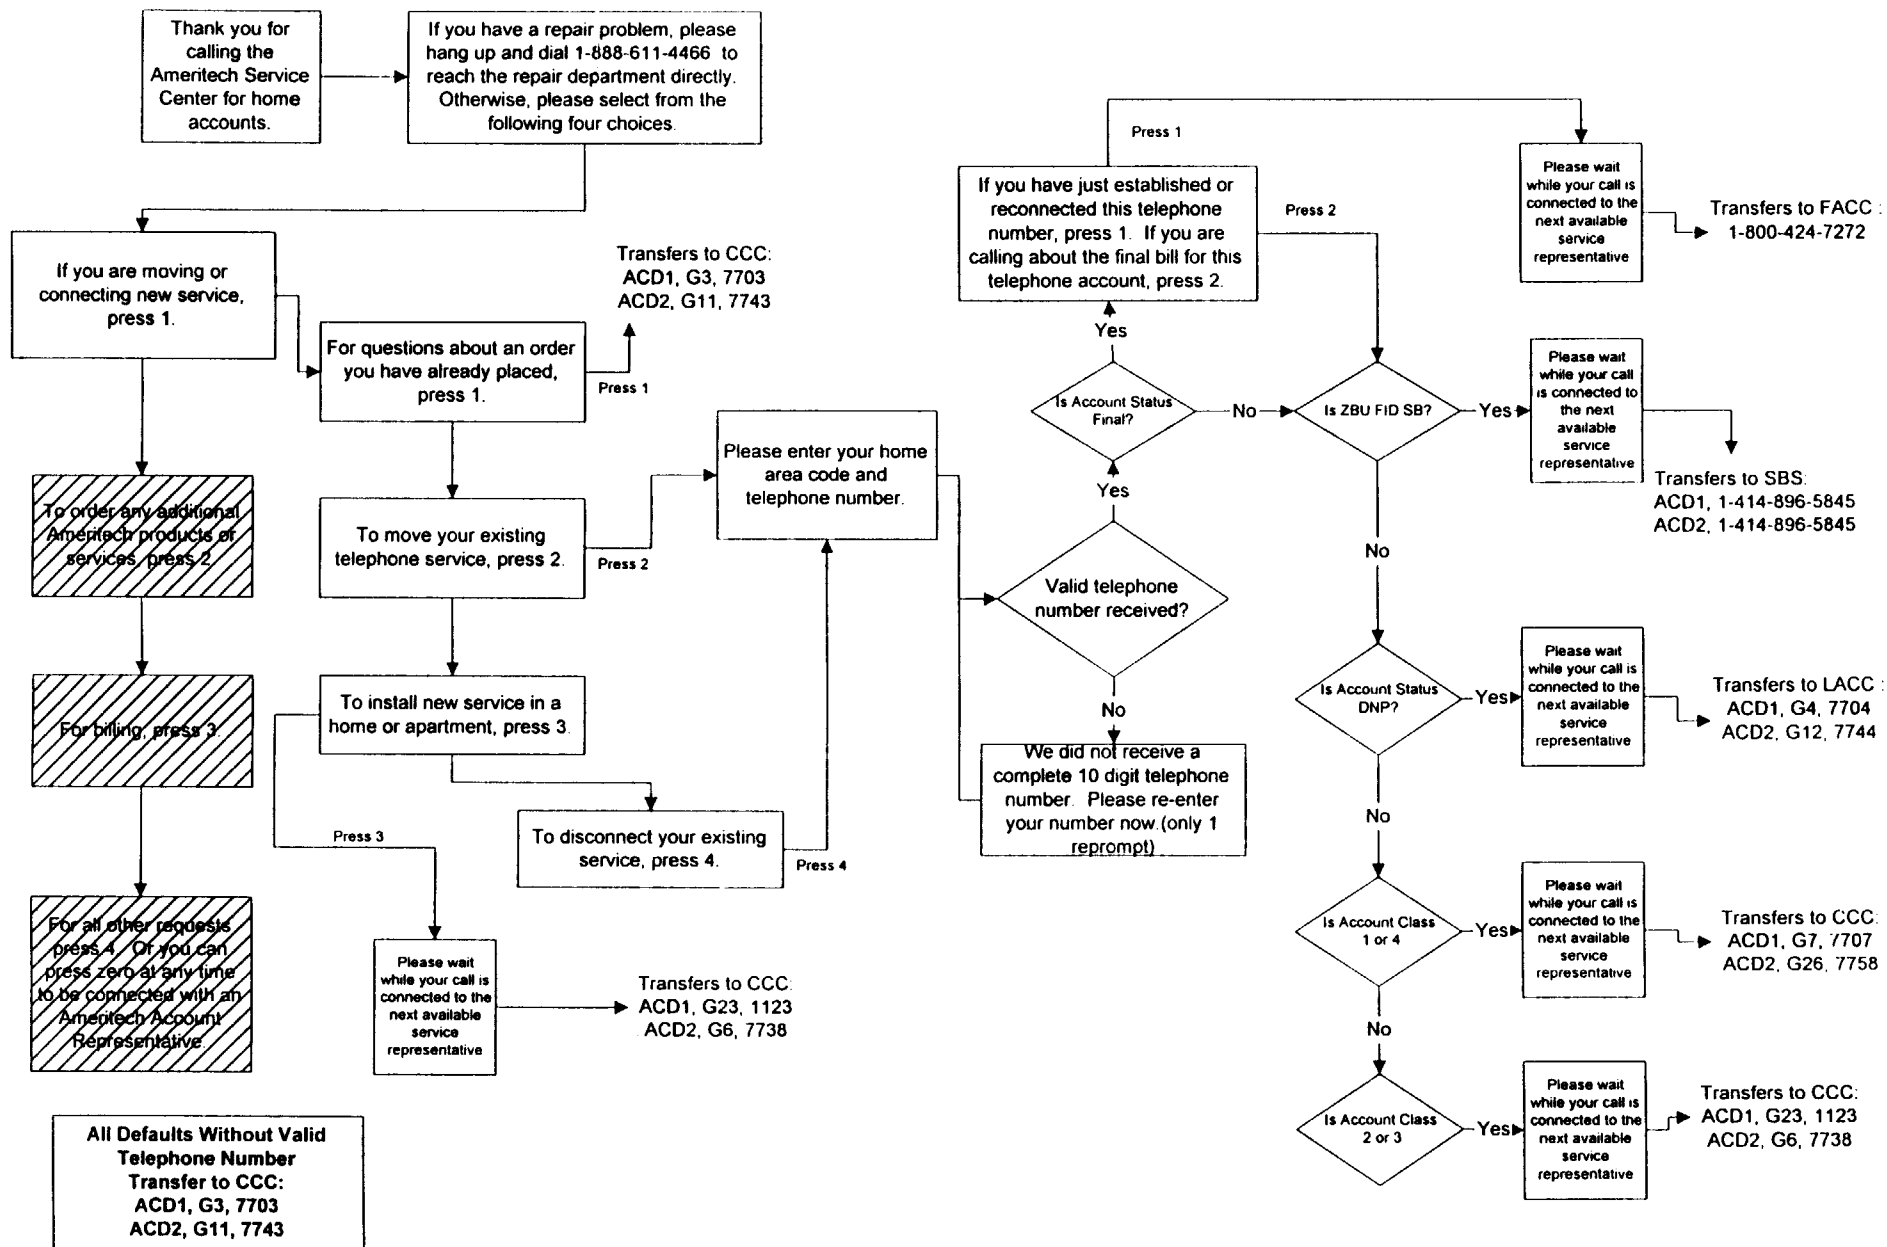 Thank you for
calling the
Ameritech Service
Center for home
accounts.
If you have a repair problem, please
hang up and dial 1-888-611-4466 to
reach the repair department directly.
Otherwise, please select from the
following four choices.
If you are moving or
connecting new service,
press 1.
To order any additional
Ameritech products or
services, press 2
For billing, press 3.
For all other requests
press 4. Or you can
press zero at any time
to be connected with an
Ameritech Account
Representative.
All Defaults Without Valid
Telephone Number
Transfer to CCC:
ACD1, G3, 7703
ACD2, G11, 7743
For questions about an order
you have already placed,
press 1.
Press 1
Transfers to CCC:
ACD1, G3, 7703
ACD2, G11, 7743
To move your existing
telephone service, press 2.
Press 2
To install new service in a
home or apartment, press 3.
Press 3
To disconnect your existing
service, press 4.
Press 4
Please wait
while your call is
connected to the
next available
service
representative
Transfers to CCC:
ACD1, G23, 1123
ACD2, G6, 7738
Please enter your home
area code and
telephone number.
Valid telephone
number received?
Yes
No
We did not receive a
complete 10 digit telephone
number. Please re-enter
your number now.(only 1
reprompt)
Is Account Status
Final?
Yes
No
If you have just established or
reconnected this telephone
number, press 1. If you are
calling about the final bill for this
telephone account, press 2.
Press 1
Press 2
Please wait
while your call is
connected to the
next available
service
representative
Transfers to FACC :
1-800-424-7272
Is ZBU FID SB?
Yes
Please wait
while your call
is connected to
the next
available
service
representative
Transfers to SBS:
ACD1, 1-414-896-5845
ACD2, 1-414-896-5845
No
Is Account Status
DNP?
Yes
Please wait
while your call is
connected to the
next available
service
representative
Transfers to LACC :
ACD1, G4, 7704
ACD2, G12, 7744
No
Is Account Class
1 or 4
Yes
Please wait
while your call is
connected to the
next available
service
representative
Transfers to CCC:
ACD1, G7, 7707
ACD2, G26, 7758
No
Is Account Class
2 or 3
Yes
Please wait
while your call is
connected to the
next available
service
representative
Transfers to CCC:
ACD1, G23, 1123
ACD2, G6, 7738